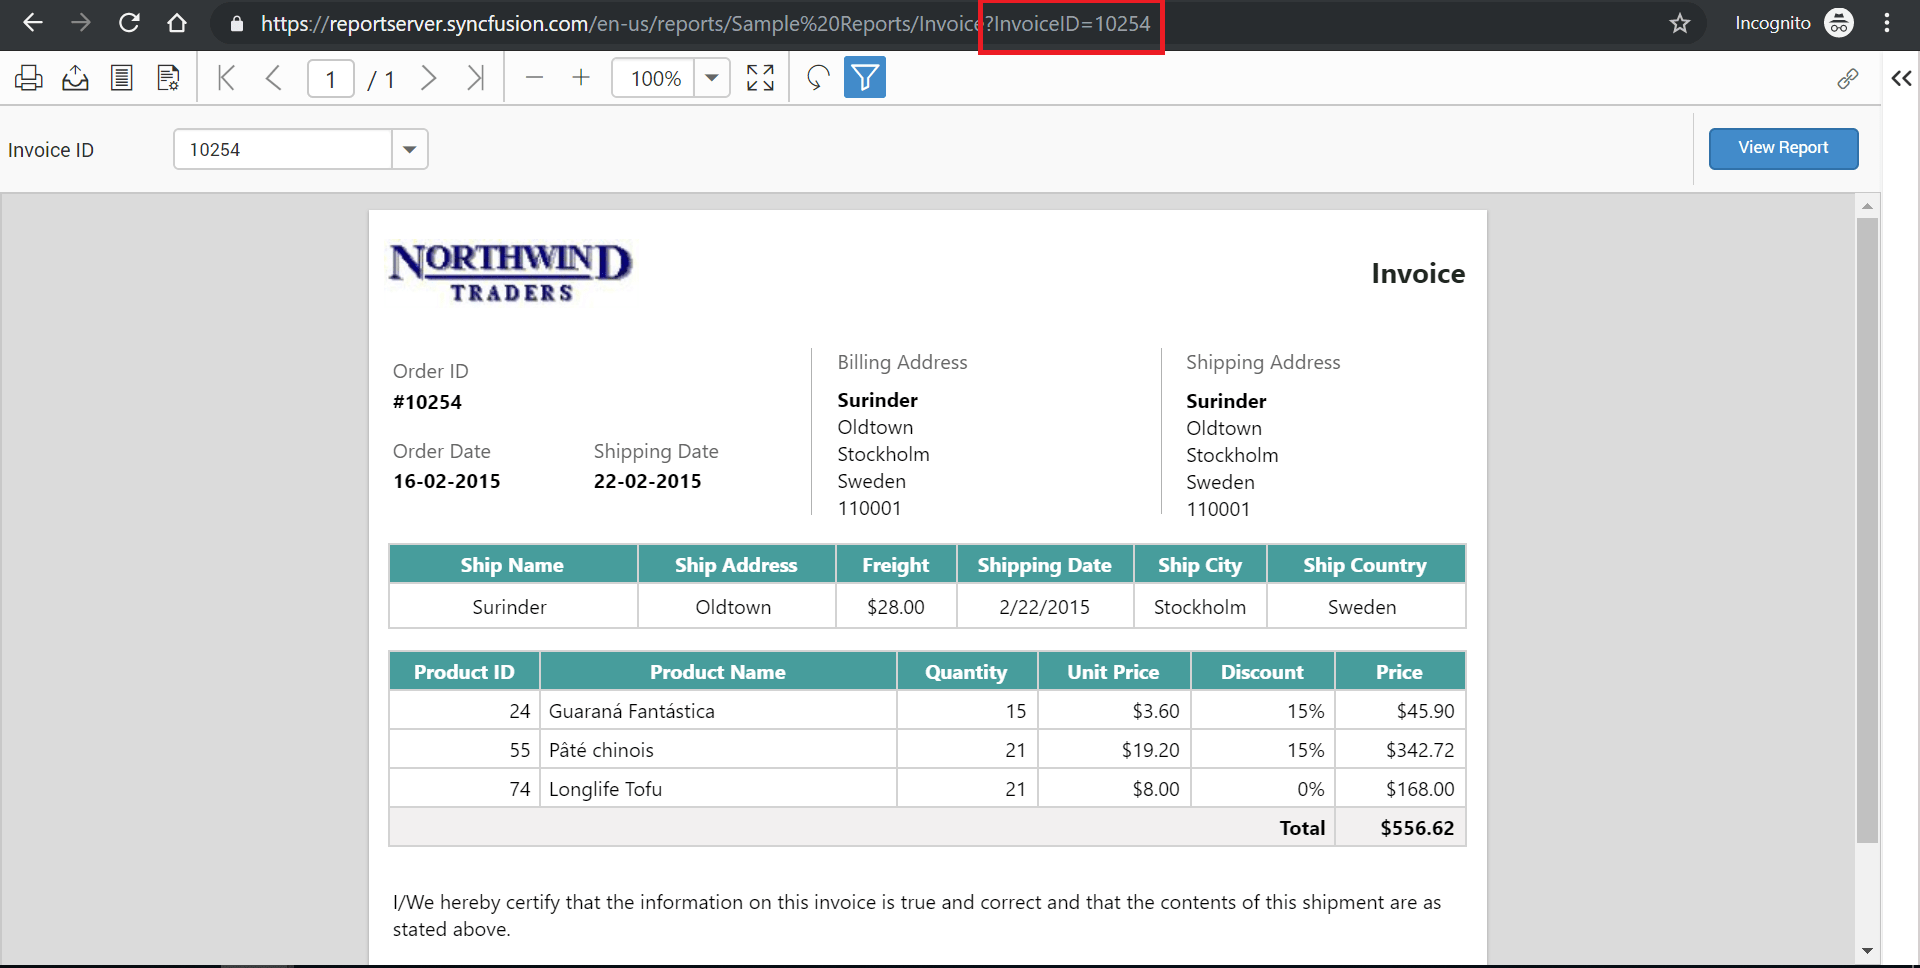 https://reportserver.syncfusion.com/en-us/reports/Sample%20Reports/Invoice?InvoiceID=10254 Incognito
1 / 1 100%
Invoice ID 10254 View Report
NORTHWIND
TRADERS
Invoice
Order ID
#10254
Order Date Shipping Date
16-02-2015 22-02-2015
Billing Address
Surinder
Oldtown
Stockholm
Sweden
110001
Shipping Address
Surinder
Oldtown
Stockholm
Sweden
110001
Ship Name Ship Address Freight Shipping Date Ship City Ship Country
Surinder Oldtown $28.00 2/22/2015 Stockholm Sweden
Product ID Product Name Quantity Unit Price Discount Price
24 Guaraná Fantástica 15 $3.60 15% $45.90
55 Pâté chinois 21 $19.20 15% $342.72
74 Longlife Tofu 21 $8.00 0% $168.00
Total $556.62
I/We hereby certify that the information on this invoice is true and correct and that the contents of this shipment are as
stated above.